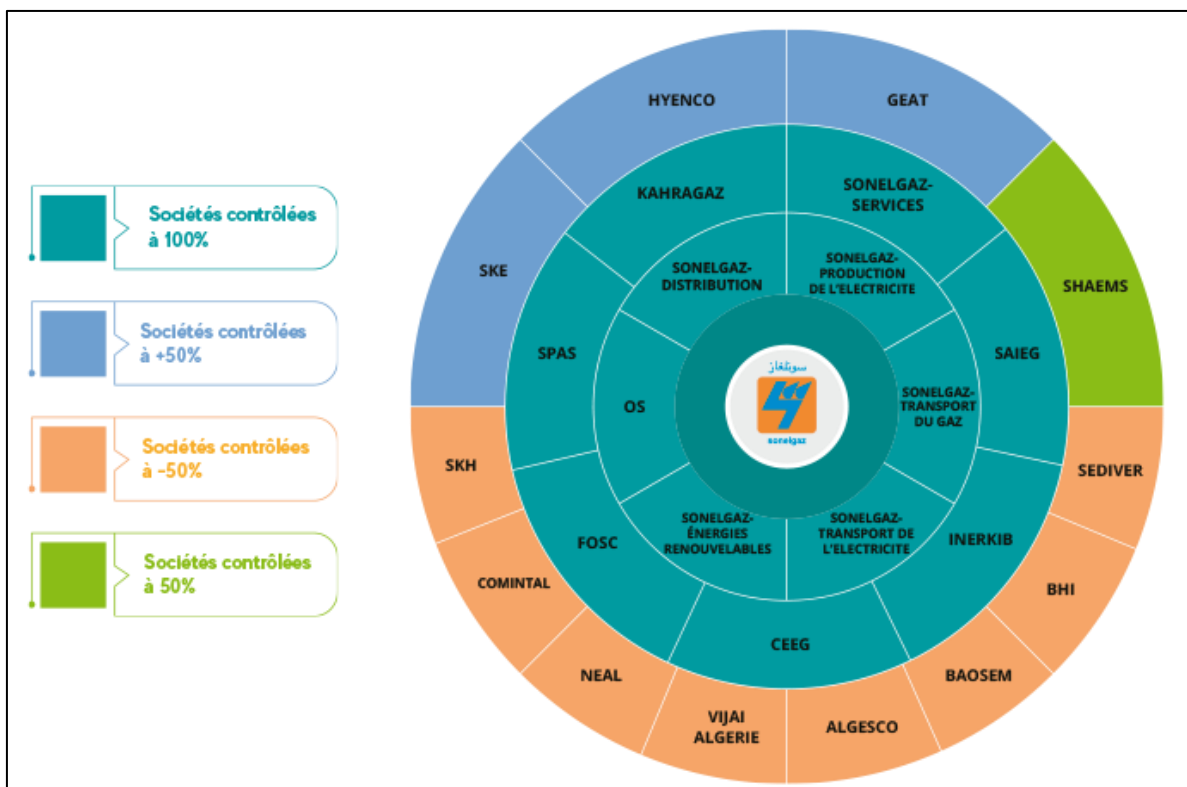 Sociétés contrôlées
à 100%
Sociétés contrôlées
à +50%
Sociétés contrôlées
à -50%
Sociétés contrôlées
à 50%
HYENCO
GEAT
SKE
SHAEMS
SKH
SEDIVER
COMINTAL
BHI
NEAL
BAOSEM
VIJAI
ALGERIE
ALGESCO
KAHRAGAZ
SONELGAZ-
SERVICES
SPAS
SAIEG
FOSC
INERKIB
CEEG
SONELGAZ-
DISTRIBUTION
SONELGAZ-
PRODUCTION
DE L'ELECTRICITE
OS
SONELGAZ-
TRANSPORT
DU GAZ
SONELGAZ-
ÉNERGIES
RENOUVELABLES
SONELGAZ-
TRANSPORT DE
L'ELECTRICITE
سونلغاز
sonelgaz